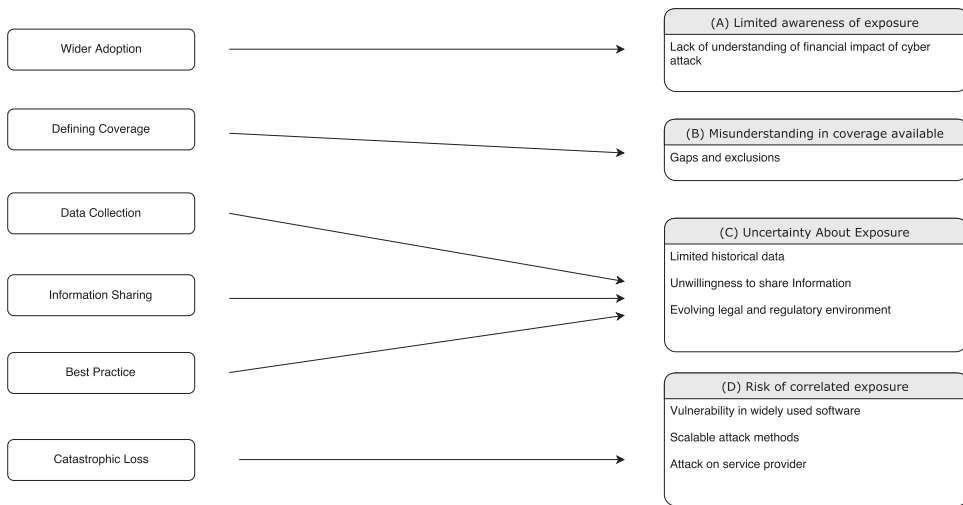 Wider Adoption
Defining Coverage
Data Collection
Information Sharing
Best Practice
Catastrophic Loss
(A) Limited awareness of exposure
Lack of understanding of financial impact of cyber
attack
(B) Misunderstanding in coverage available
Gaps and exclusions
(C) Uncertainty About Exposure
Limited historical data
Unwillingness to share Information
Evolving legal and regulatory environment
(D) Risk of correlated exposure
Vulnerability in widely used software
Scalable attack methods
Attack on service provider